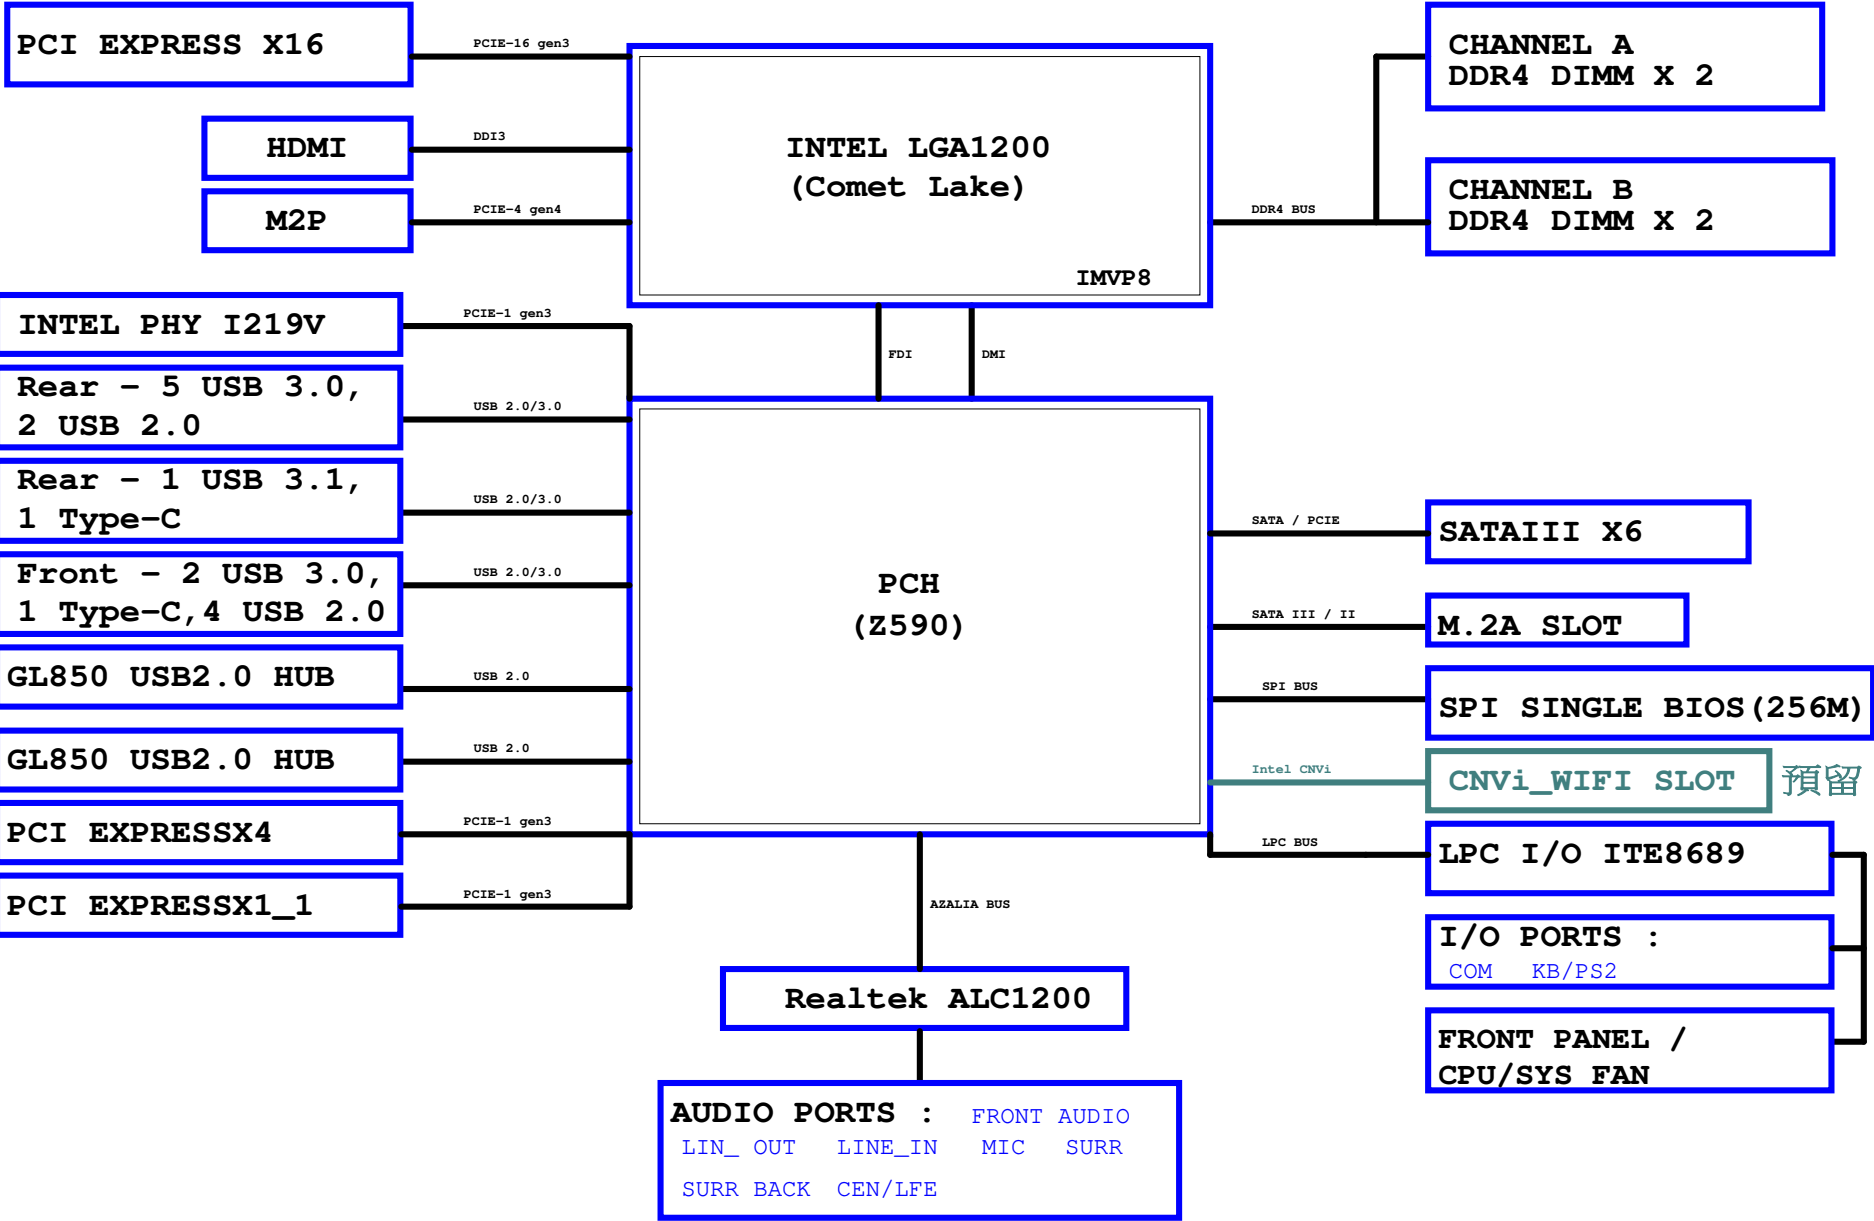 PCI EXPRESS X16
PCIE-16 gen3
HDMI
DDI3
M2P
PCIE-4 gen4
INTEL LGA1200
(Comet Lake)
IMVP8
DDR4 BUS
CHANNEL A
DDR4 DIMM X 2
CHANNEL B
DDR4 DIMM X 2
FDI
DMI
INTEL PHY I219V
PCIE-1 gen3
Rear - 5 USB 3.0,
2 USB 2.0
USB 2.0/3.0
Rear - 1 USB 3.1,
1 Type-C
USB 2.0/3.0
Front - 2 USB 3.0,
1 Type-C,4 USB 2.0
USB 2.0/3.0
GL850 USB2.0 HUB
USB 2.0
GL850 USB2.0 HUB
USB 2.0
PCI EXPRESSX4
PCIE-1 gen3
PCI EXPRESSX1_1
PCIE-1 gen3
PCH
(Z590)
SATA / PCIE
SATAIII X6
SATA III / II
M.2A SLOT
SPI BUS
SPI SINGLE BIOS(256M)
Intel CNVi
CNVi_WIFI SLOT 預留
LPC BUS
LPC I/O ITE8689
I/O PORTS :
COM KB/PS2
FRONT PANEL /
CPU/SYS FAN
AZALIA BUS
Realtek ALC1200
AUDIO PORTS : FRONT AUDIO
LIN_ OUT LINE_IN MIC SURR
SURR BACK CEN/LFE